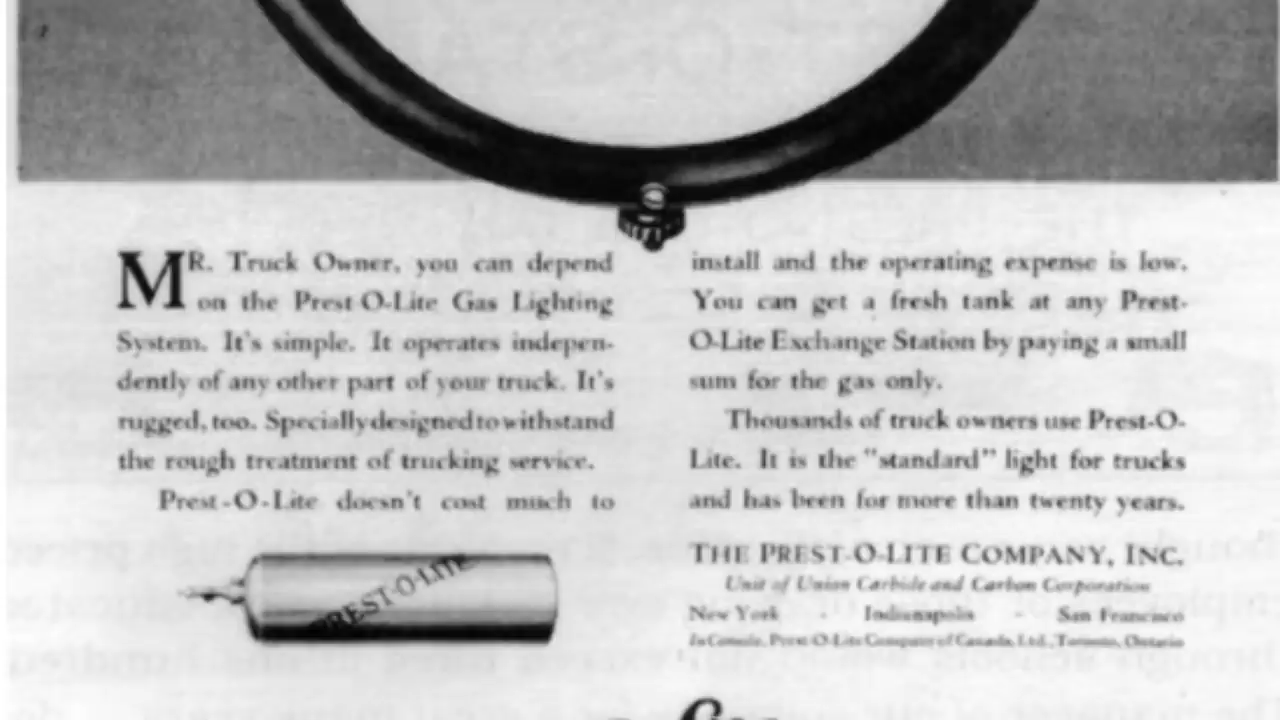 MR. Truck Owner, you can depend
on the Prest-O-Lite Gas Lighting
System. It's simple. It operates indepen-
dently of any other part of your truck. It's
rugged, too. Specially designed to withstand
the rough treatment of trucking service.
Prest-O-Lite doesn't cost much to
install and the operating expense is low.
You can get a fresh tank at any Prest-
O-Lite Exchange Station by paying a small
sum for the gas only.
Thousands of truck owners use Prest-O-
Lite. It is the "standard" light for trucks
and has been for more than twenty years.
PREST-O-LITE
THE PREST-O-LITE COMPANY, INC.
Unit of Union Carbide and Carbon Corporation
New York - Indianapolis - San Francisco
In Canada, Prest-O-Lite Company of Canada, Ltd., Toronto, Ontario